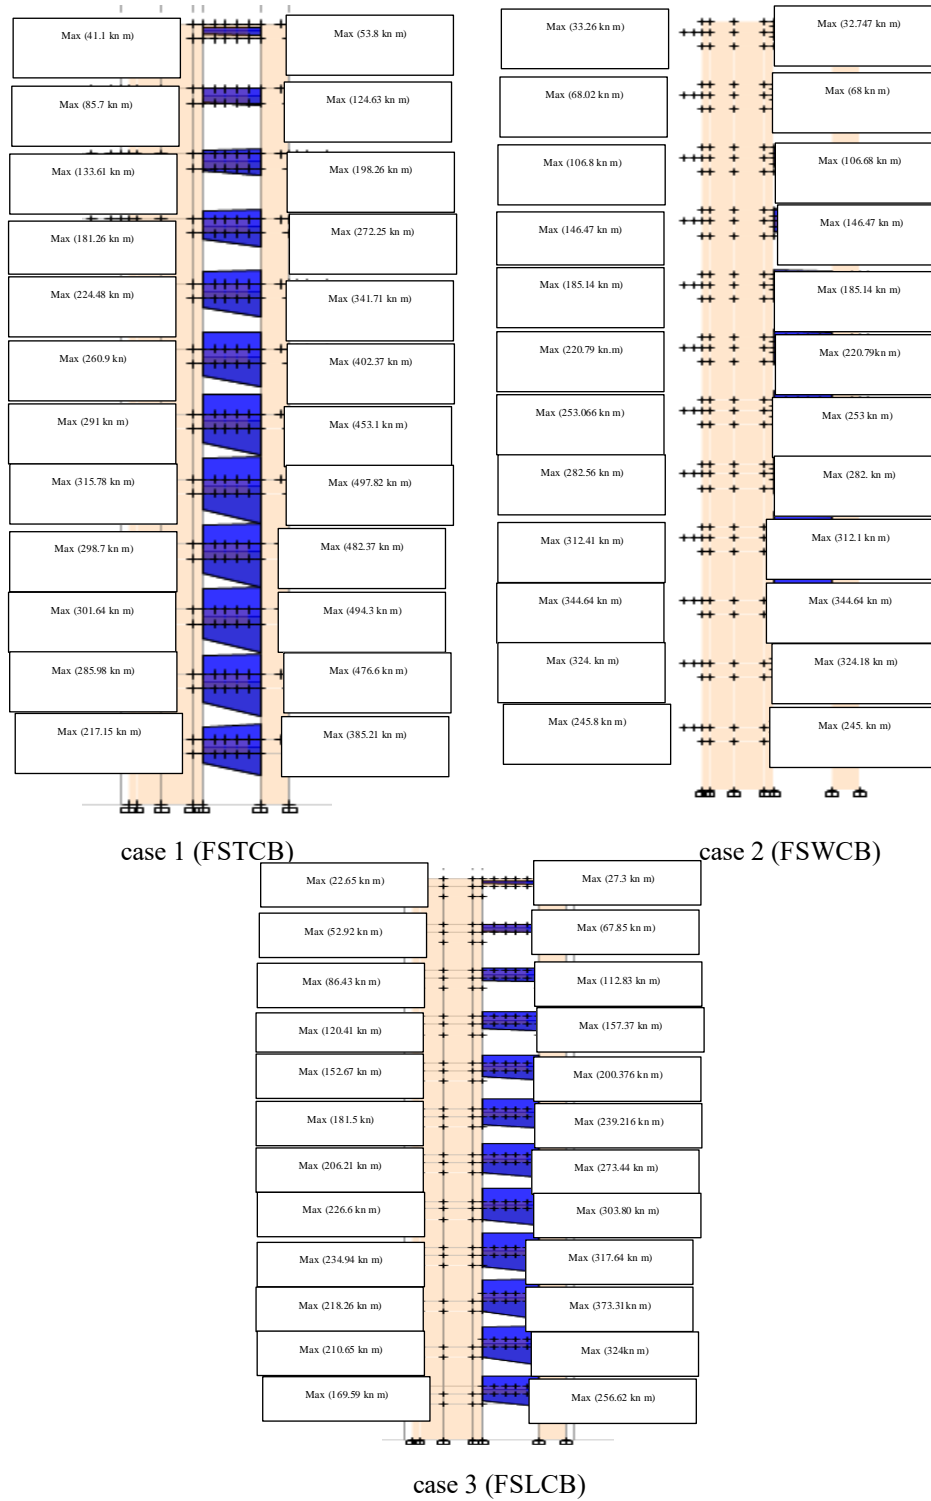 Max (41.1 kn m)
Max (53.8 kn m)
Max (85.7 kn m)
Max (124.63 kn m)
Max (133.61 kn m)
Max (198.26 kn m)
Max (181.26 kn m)
Max (272.25 kn m)
Max (224.48 kn m)
Max (341.71 kn m)
Max (260.9 kn)
Max (402.37 kn m)
Max (291 kn m)
Max (453.1 kn m)
Max (315.78 kn m)
Max (497.82 kn m)
Max (298.7 kn m)
Max (482.37 kn m)
Max (301.64 kn m)
Max (494.3 kn m)
Max (285.98 kn m)
Max (476.6 kn m)
Max (217.15 kn m)
Max (385.21 kn m)
case 1 (FSTCB)
Max (33.26 kn m)
Max (32.747 kn m)
Max (68.02 kn m)
Max (68 kn m)
Max (106.8 kn m)
Max (106.68 kn m)
Max (146.47 kn m)
Max (146.47 kn m)
Max (185.14 kn m)
Max (185.14 kn m)
Max (220.79 kn.m)
Max (220.79kn m)
Max (253.066 kn m)
Max (253 kn m)
Max (282.56 kn m)
Max (282. kn m)
Max (312.41 kn m)
Max (312.1 kn m)
Max (344.64 kn m)
Max (344.64 kn m)
Max (324. kn m)
Max (324.18 kn m)
Max (245.8 kn m)
Max (245. kn m)
case 2 (FSWCB)
Max (22.65 kn m)
Max (27.3 kn m)
Max (52.92 kn m)
Max (67.85 kn m)
Max (86.43 kn m)
Max (112.83 kn m)
Max (120.41 kn m)
Max (157.37 kn m)
Max (152.67 kn m)
Max (200.376 kn m)
Max (181.5 kn)
Max (239.216 kn m)
Max (206.21 kn m)
Max (273.44 kn m)
Max (226.6 kn m)
Max (303.80 kn m)
Max (234.94 kn m)
Max (317.64 kn m)
Max (218.26 kn m)
Max (373.31kn m)
Max (210.65 kn m)
Max (324kn m)
Max (169.59 kn m)
Max (256.62 kn m)
case 3 (FSLCB)